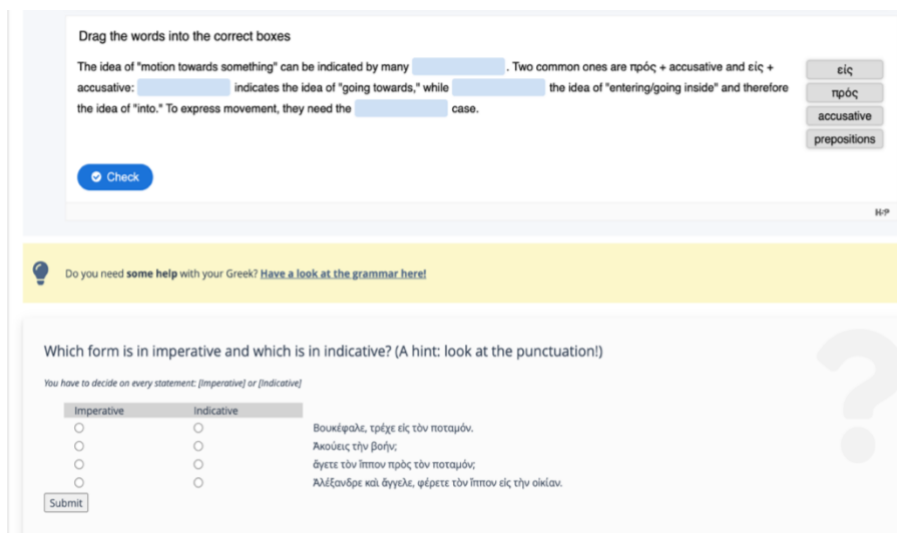 Drag the words into the correct boxes
The idea of "motion towards something" can be indicated by many . Two common ones are πρός + accusative and εἰς +
accusative: indicates the idea of "going towards," while the idea of "entering/going inside" and therefore
the idea of "into." To express movement, they need the case.
εἰς
πρός
accusative
prepositions
Check
H5P
Do you need some help with your Greek? Have a look at the grammar here!
Which form is in imperative and which is in indicative? (A hint: look at the punctuation!)
You have to decide on every statement: [Imperative] or [Indicative]
Imperative Indicative
Βουκέφαλε, τρέχε εἰς τὸν ποταμόν.
Ἀκούεις τὴν βοήν;
ἄγετε τὸν ἵππον πρὸς τὸν ποταμόν;
Ἀλέξανδρε καὶ ἄγγελε, φέρετε τὸν ἵππον εἰς τὴν οἰκίαν.
Submit